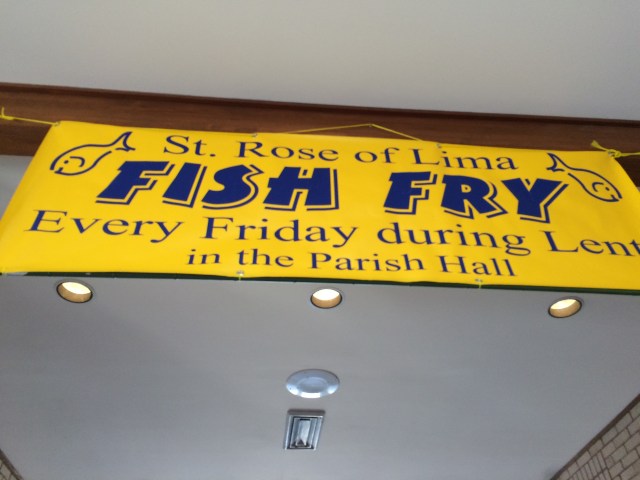 St. Rose of Lima
FISH FRY
Every Friday during Lent
in the Parish Hall